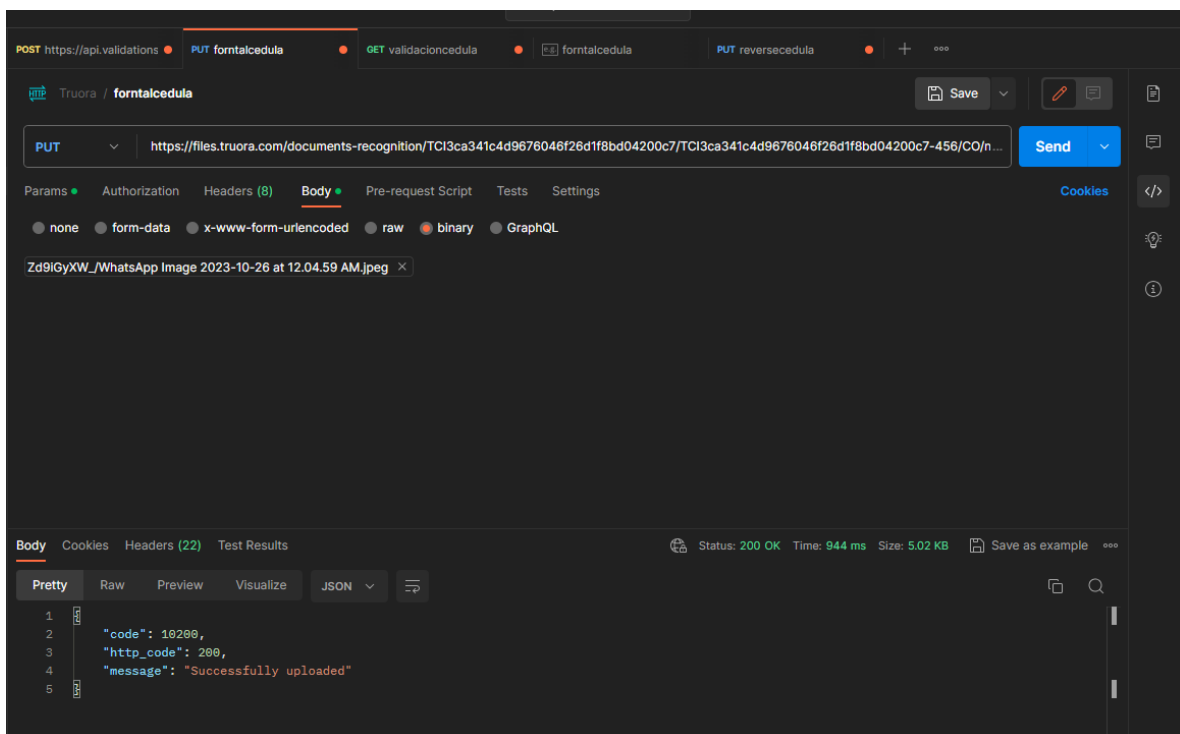 POST https://api.validations PUT forntalcedula GET validacioncedula e.g. forntalcedula PUT reversecedula
HTTP Truora / forntalcedula Save
PUT https://files.truora.com/documents-recognition/TCI3ca341c4d9676046f26d1f8bd04200c7/TCI3ca341c4d9676046f26d1f8bd04200c7-456/CO/n... Send
Params Authorization Headers (8) Body Pre-request Script Tests Settings Cookies
none form-data x-www-form-urlencoded raw binary GraphQL
Zd9iGyXW_/WhatsApp Image 2023-10-26 at 12.04.59 AM.jpeg
Body Cookies Headers (22) Test Results Status: 200 OK Time: 944 ms Size: 5.02 KB Save as example
Pretty Raw Preview Visualize JSON
1 {
2 "code": 10200,
3 "http_code": 200,
4 "message": "Successfully uploaded"
5 }